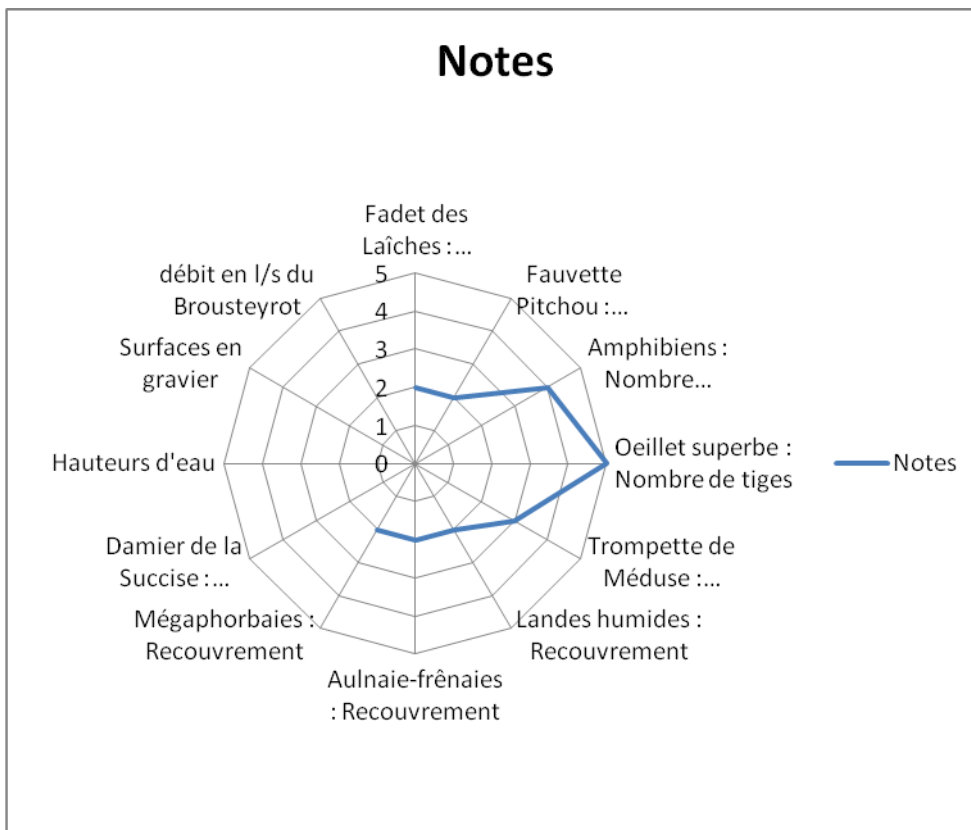 Notes
Fadet des
Laîches :...
Fauvette
Pitchou :...
Amphibiens :
Nombre...
Oeillet superbe :
Nombre de tiges
Trompette de
Méduse :...
Landes humides :
Recouvrement
Aulnaie-frênaies
: Recouvrement
Mégaphorbaies :
Recouvrement
Damier de la
Succise :...
Hauteurs d'eau
Surfaces en
gravier
débit en l/s du
Brousteyrot
5
4
3
2
1
0
Notes